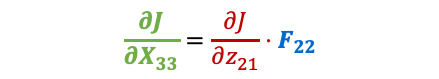 ∂J/∂X₃₃ = ∂J/∂z₂₁ · F₂₂